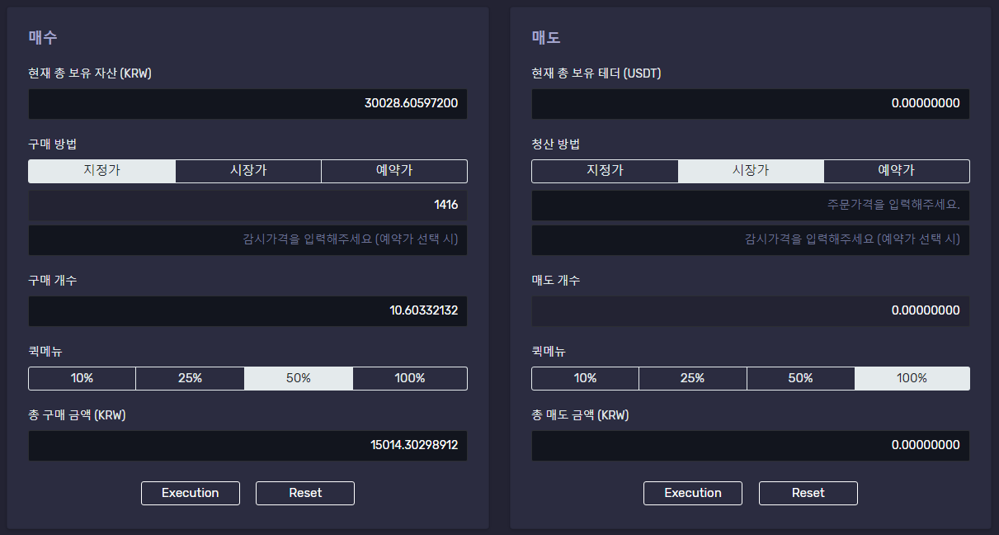 매수
현재 총 보유 자산 (KRW)
30028.60597200
구매 방법
지정가 시장가 예약가
1416
감시가격을 입력해주세요 (예약가 선택 시)
구매 개수
10.60332132
퀵메뉴
10% 25% 50% 100%
총 구매 금액 (KRW)
15014.30298912
Execution Reset
매도
현재 총 보유 테더 (USDT)
0.00000000
청산 방법
지정가 시장가 예약가
주문가격을 입력해주세요.
감시가격을 입력해주세요 (예약가 선택 시)
매도 개수
0.00000000
퀵메뉴
10% 25% 50% 100%
총 매도 금액 (KRW)
0.00000000
Execution Reset